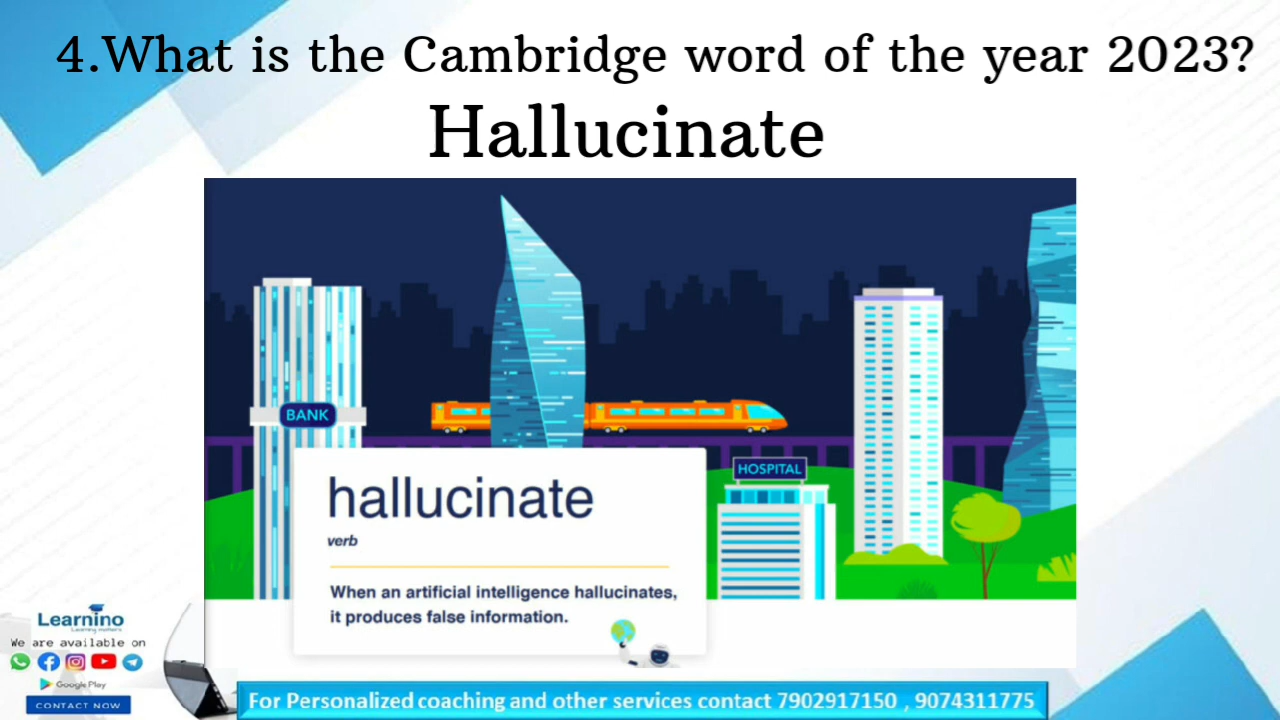 4.What is the Cambridge word of the year 2023?
Hallucinate
BANK
HOSPITAL
hallucinate
verb
When an artificial intelligence hallucinates,
it produces false information.
Learnino
Learning matters
We are available on
Google Play
CONTACT NOW
For Personalized coaching and other services contact 7902917150 , 9074311775